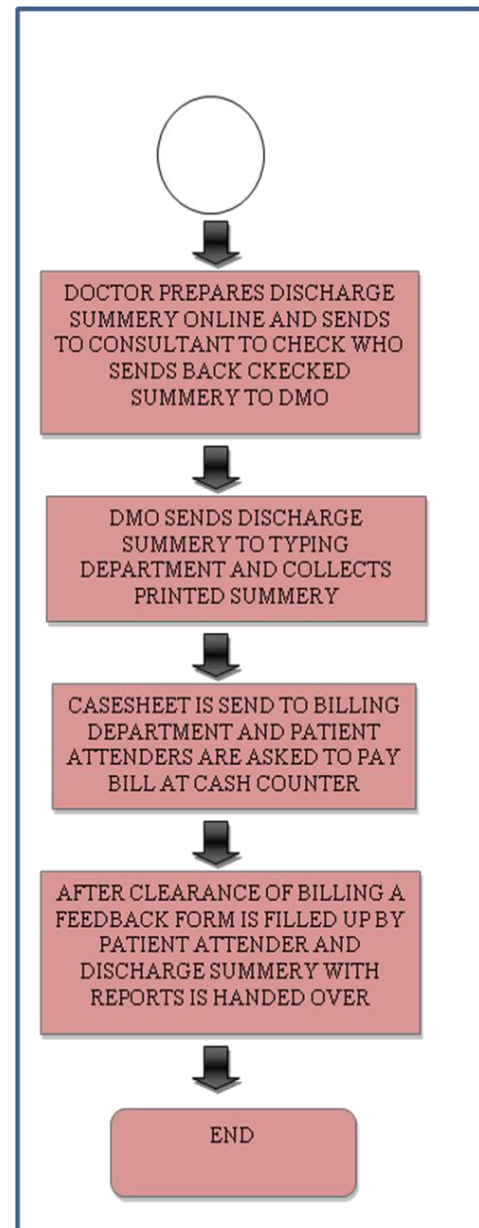 DOCTOR PREPARES DISCHARGE
SUMMERY ONLINE AND SENDS
TO CONSULTANT TO CHECK WHO
SENDS BACK CKECKED
SUMMERY TO DMO
DMO SENDS DISCHARGE
SUMMERY TO TYPING
DEPARTMENT AND COLLECTS
PRINTED SUMMERY
CASESHEET IS SEND TO BILLING
DEPARTMENT AND PATIENT
ATTENDERS ARE ASKED TO PAY
BILL AT CASH COUNTER
AFTER CLEARANCE OF BILLING A
FEEDBACK FORM IS FILLED UP BY
PATIENT ATTENDER AND
DISCHARGE SUMMERY WITH
REPORTS IS HANDED OVER
END